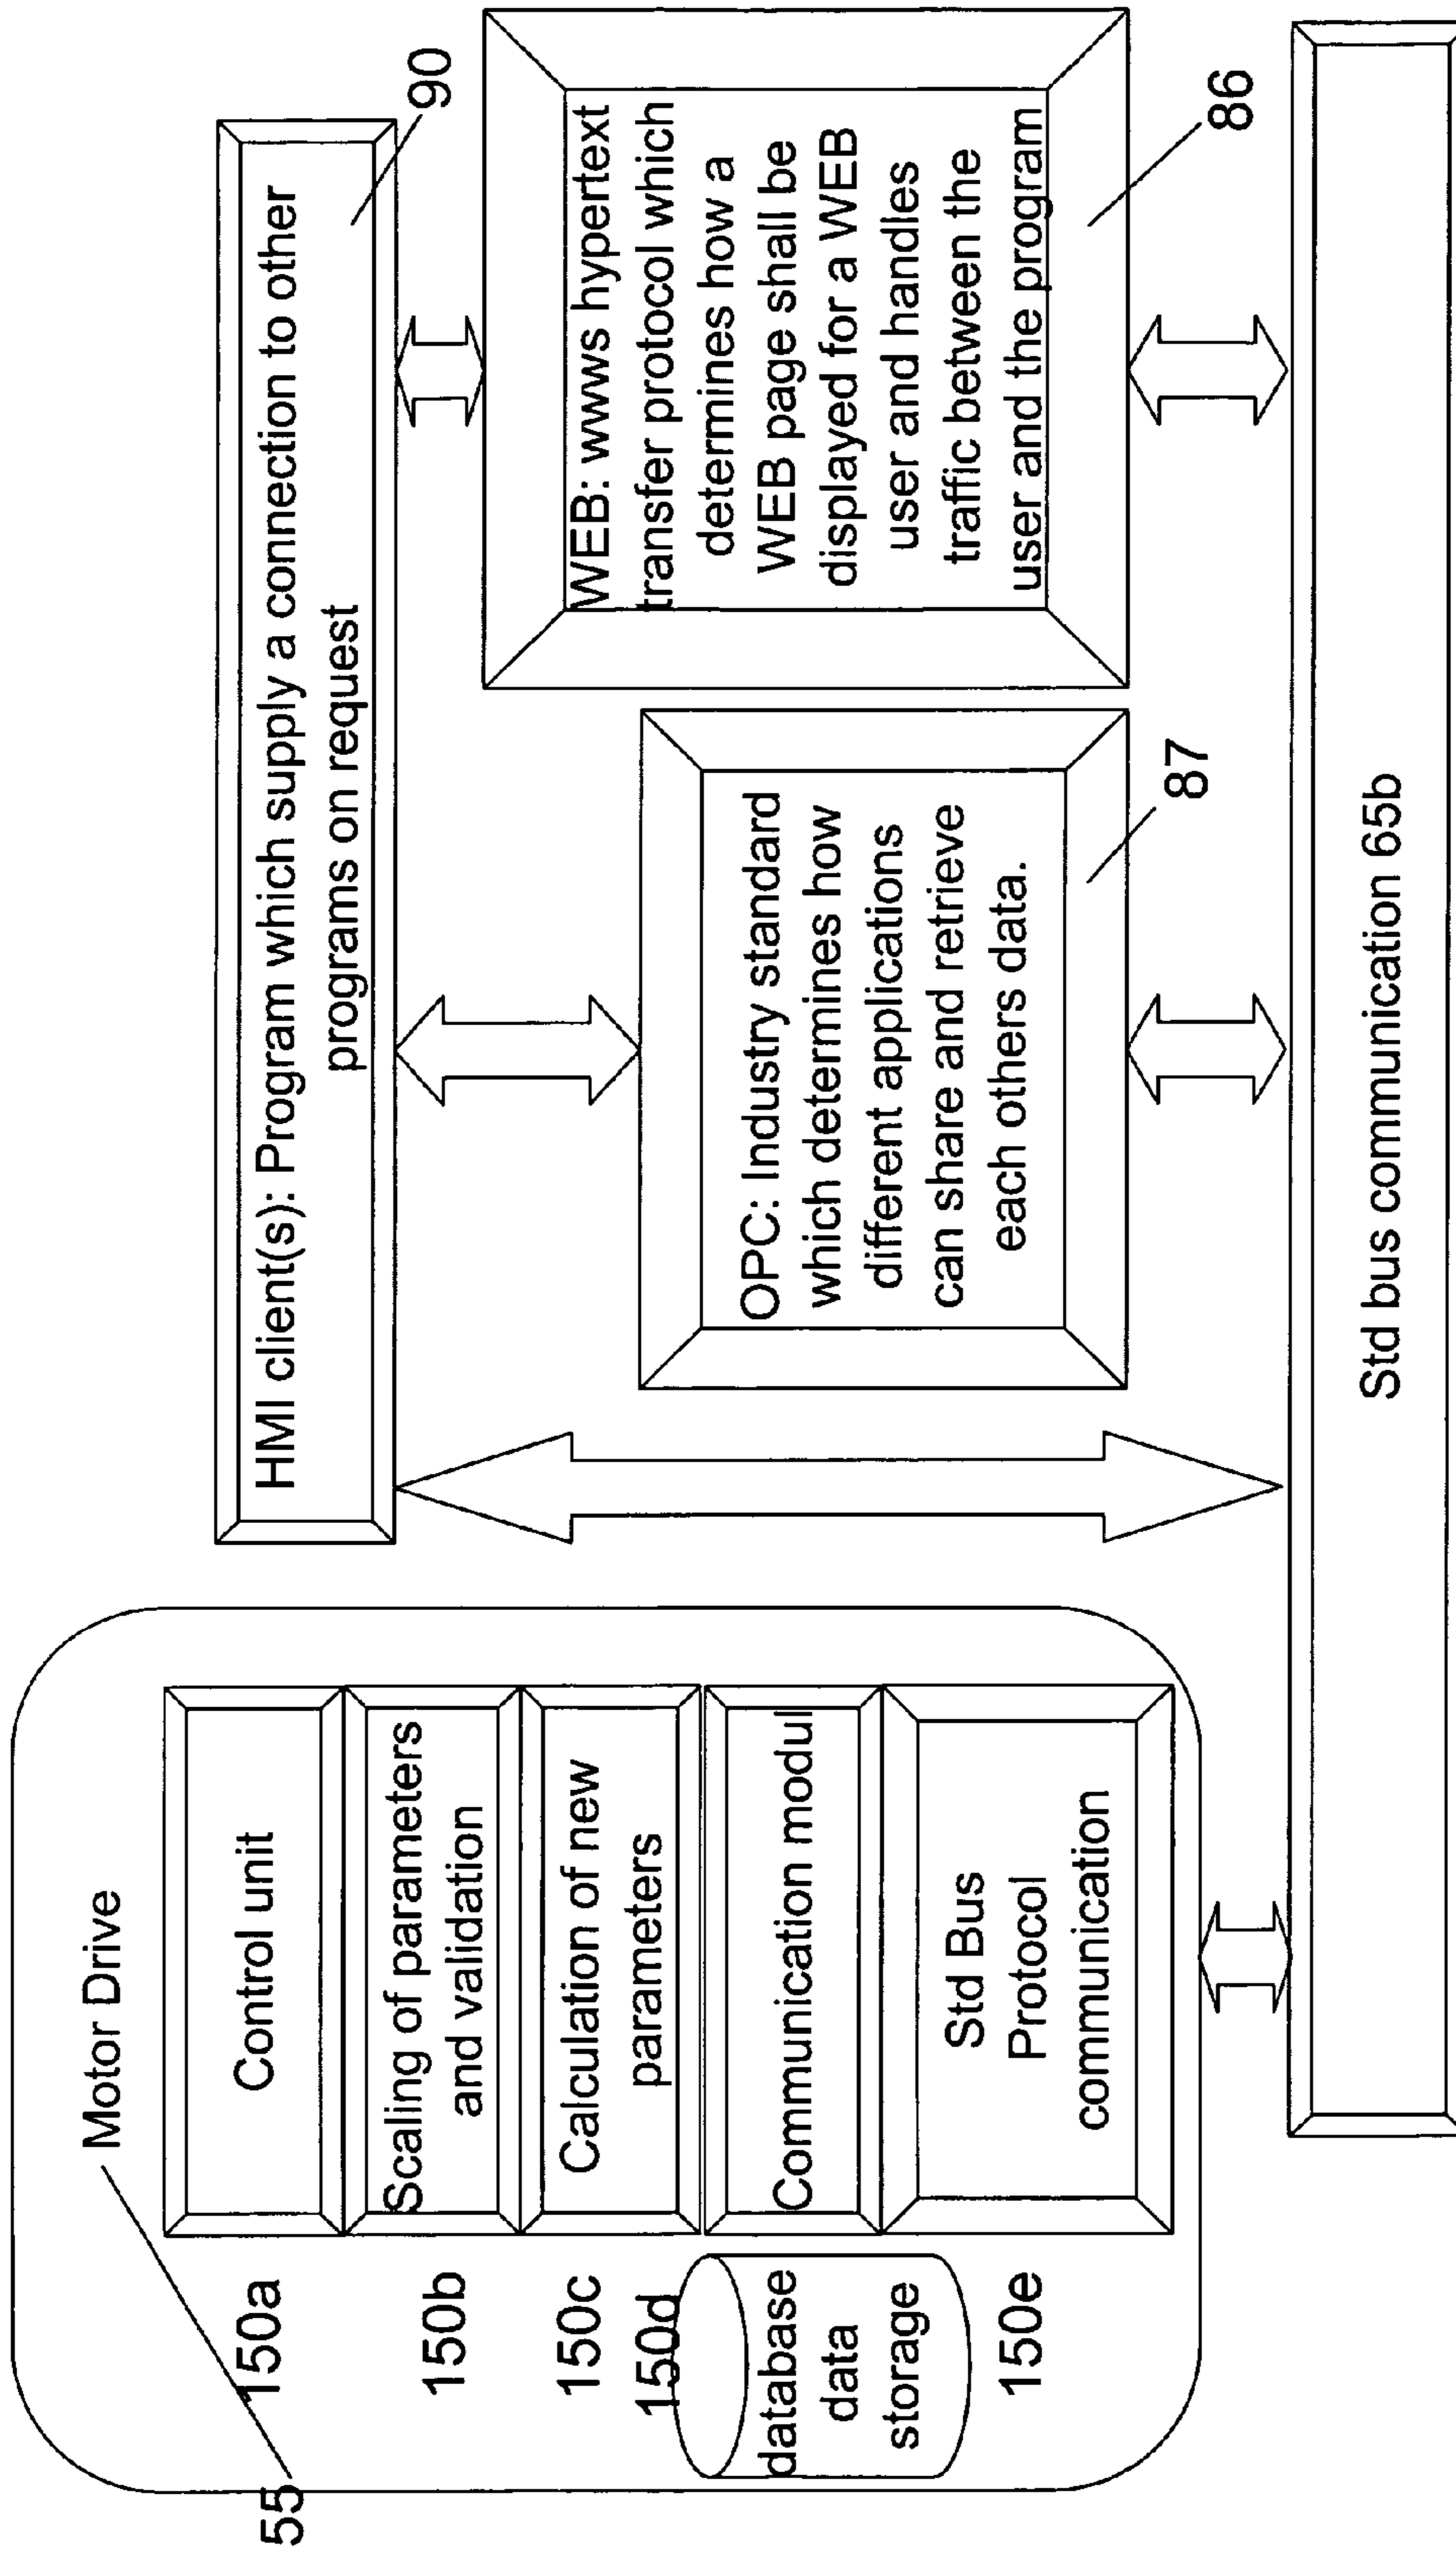 55
Motor Drive
150a
Control unit
150b
Scaling of parameters
and validation
150c
Calculation of new
parameters
150d
Communication modul
database
data
storage
150e
Std Bus
Protocol
communication
HMI client(s): Program which supply a connection to other
programs on request
90
OPC: Industry standard
which determines how
different applications
can share and retrieve
each others data.
87
WEB: www hypertext
transfer protocol which
determines how a
WEB page shall be
displayed for a WEB
user and handles
traffic between the
user and the program
86
Std bus communication 65b